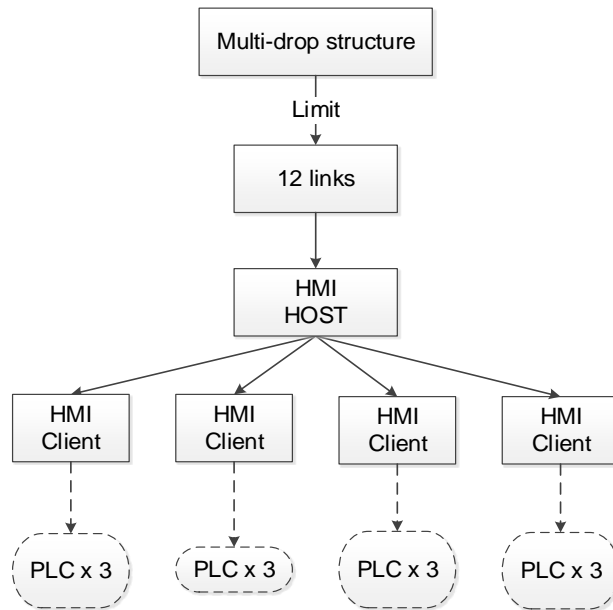 Multi-drop structure
Limit
12 links
HMI
HOST
HMI
Client
HMI
Client
HMI
Client
HMI
Client
PLC x 3
PLC x 3
PLC x 3
PLC x 3